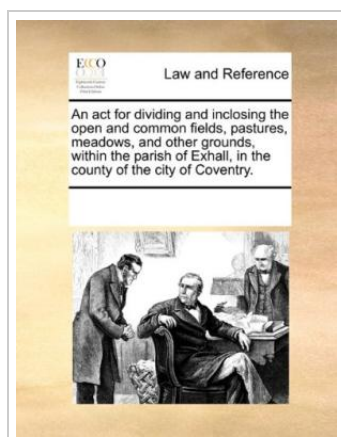 ECCO
Law and Reference
An act for dividing and inclosing the
open and common fields, pastures,
meadows, and other grounds,
within the parish of Exhall, in the
county of the city of Coventry.